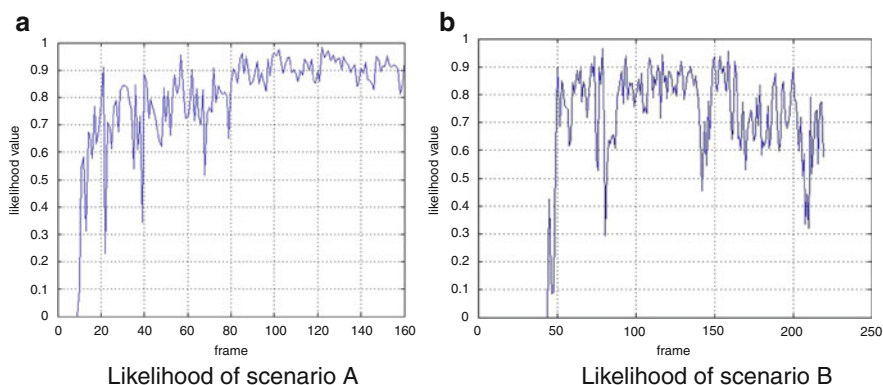 a
1
0.9
0.8
0.7
0.6
0.5
0.4
0.3
0.2
0.1
0
likelihood value
0 20 40 60 80 100 120 140 160
frame
Likelihood of scenario A
b
1
0.9
0.8
0.7
0.6
0.5
0.4
0.3
0.2
0.1
0
likelihood value
0 50 100 150 200 250
frame
Likelihood of scenario B